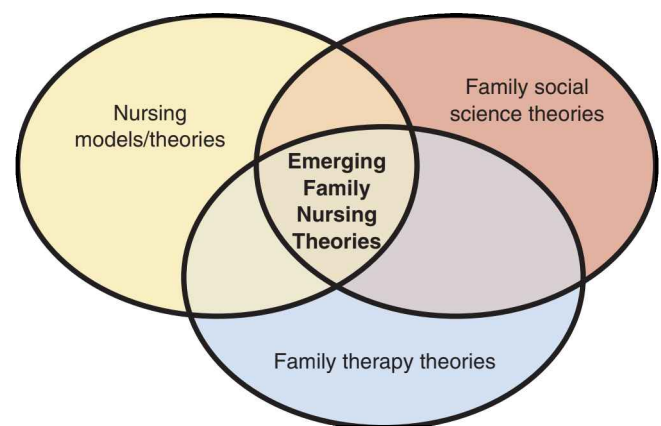 Nursing
models/theories
Family social
science theories
Emerging
Family
Nursing
Theories
Family therapy theories